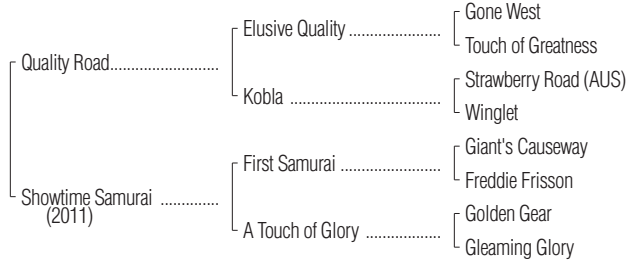 Gone West
Elusive Quality ......................
Touch of Greatness
Quality Road..........................
Strawberry Road (AUS)
Kobla ....................................
Winglet
Giant's Causeway
First Samurai ........................
Freddie Frisson
Showtime Samurai ..............
(2011)
Golden Gear
A Touch of Glory ..................
Gleaming Glory